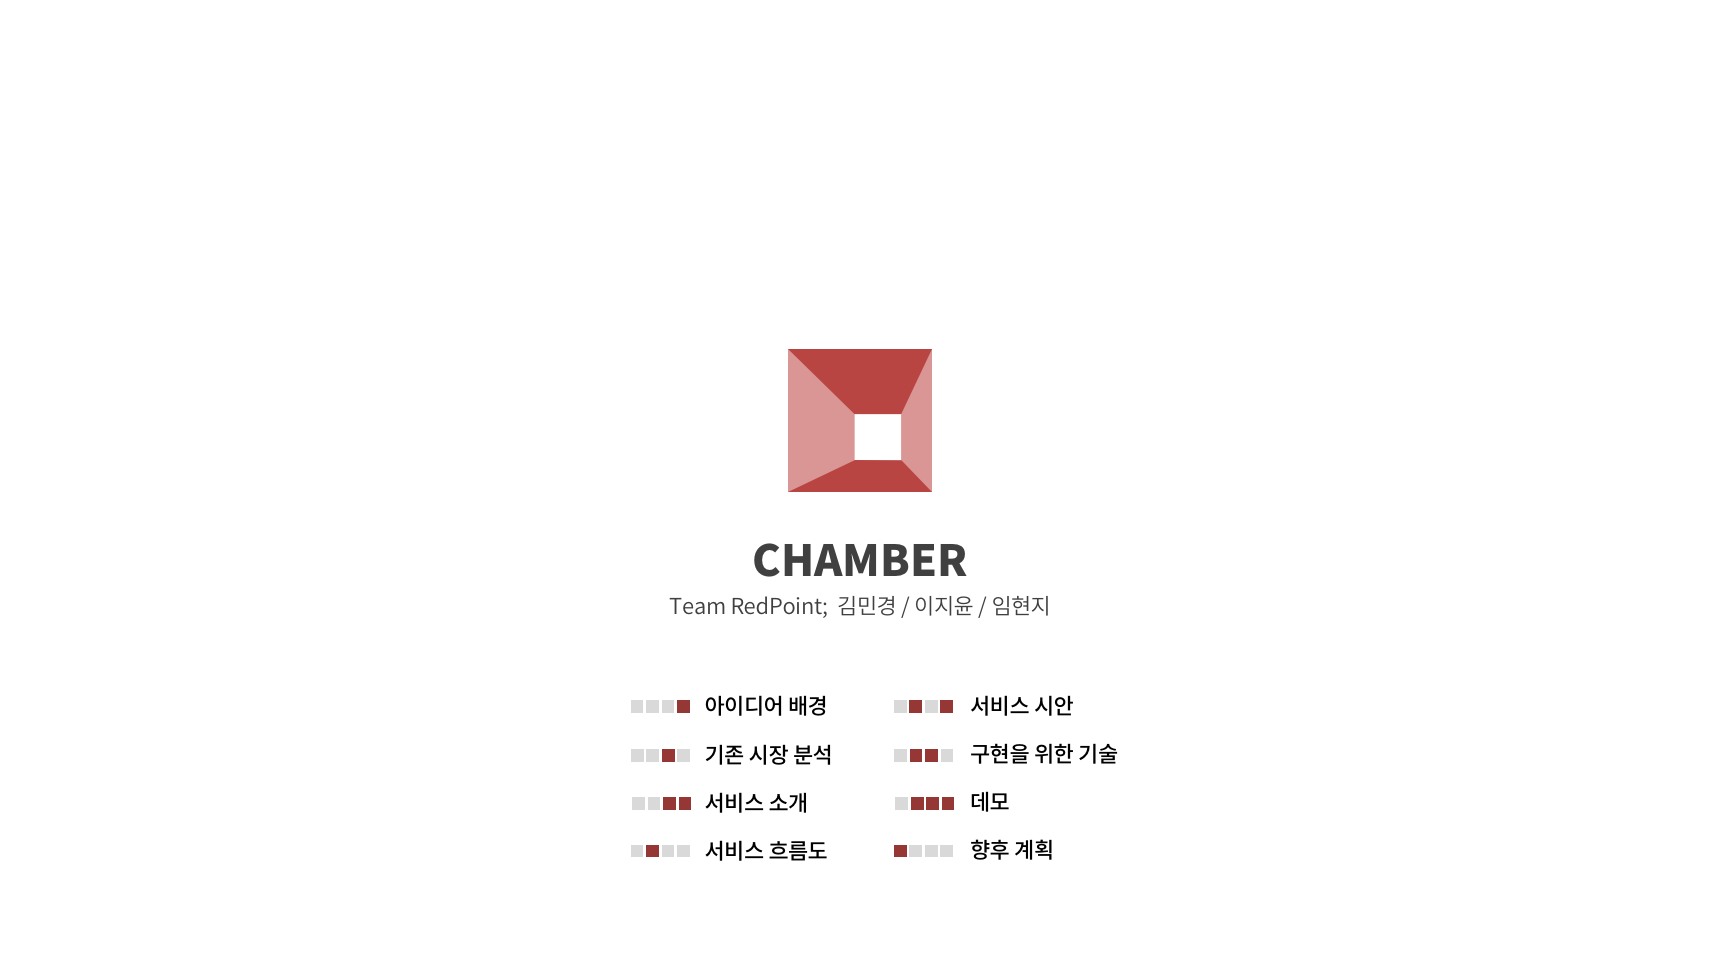 CHAMBER
Team RedPoint; 김민경 / 이지윤 / 임현지
아이디어 배경
기존 시장 분석
서비스 소개
서비스 흐름도
서비스 시안
구현을 위한 기술
데모
향후 계획